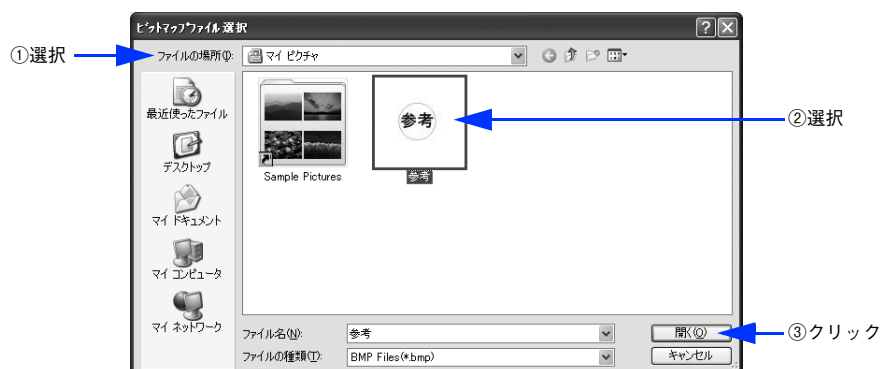 ビットマップファイル選択
①選択
ファイルの場所(I):
マイ ピクチャ
最近使ったファイル
デスクトップ
マイ ドキュメント
マイ コンピュータ
マイ ネットワーク
参考
②選択
Sample Pictures
参考
ファイル名(N):
参考
開く(O)
③クリック
ファイルの種類(T):
BMP Files(*.bmp)
キャンセル